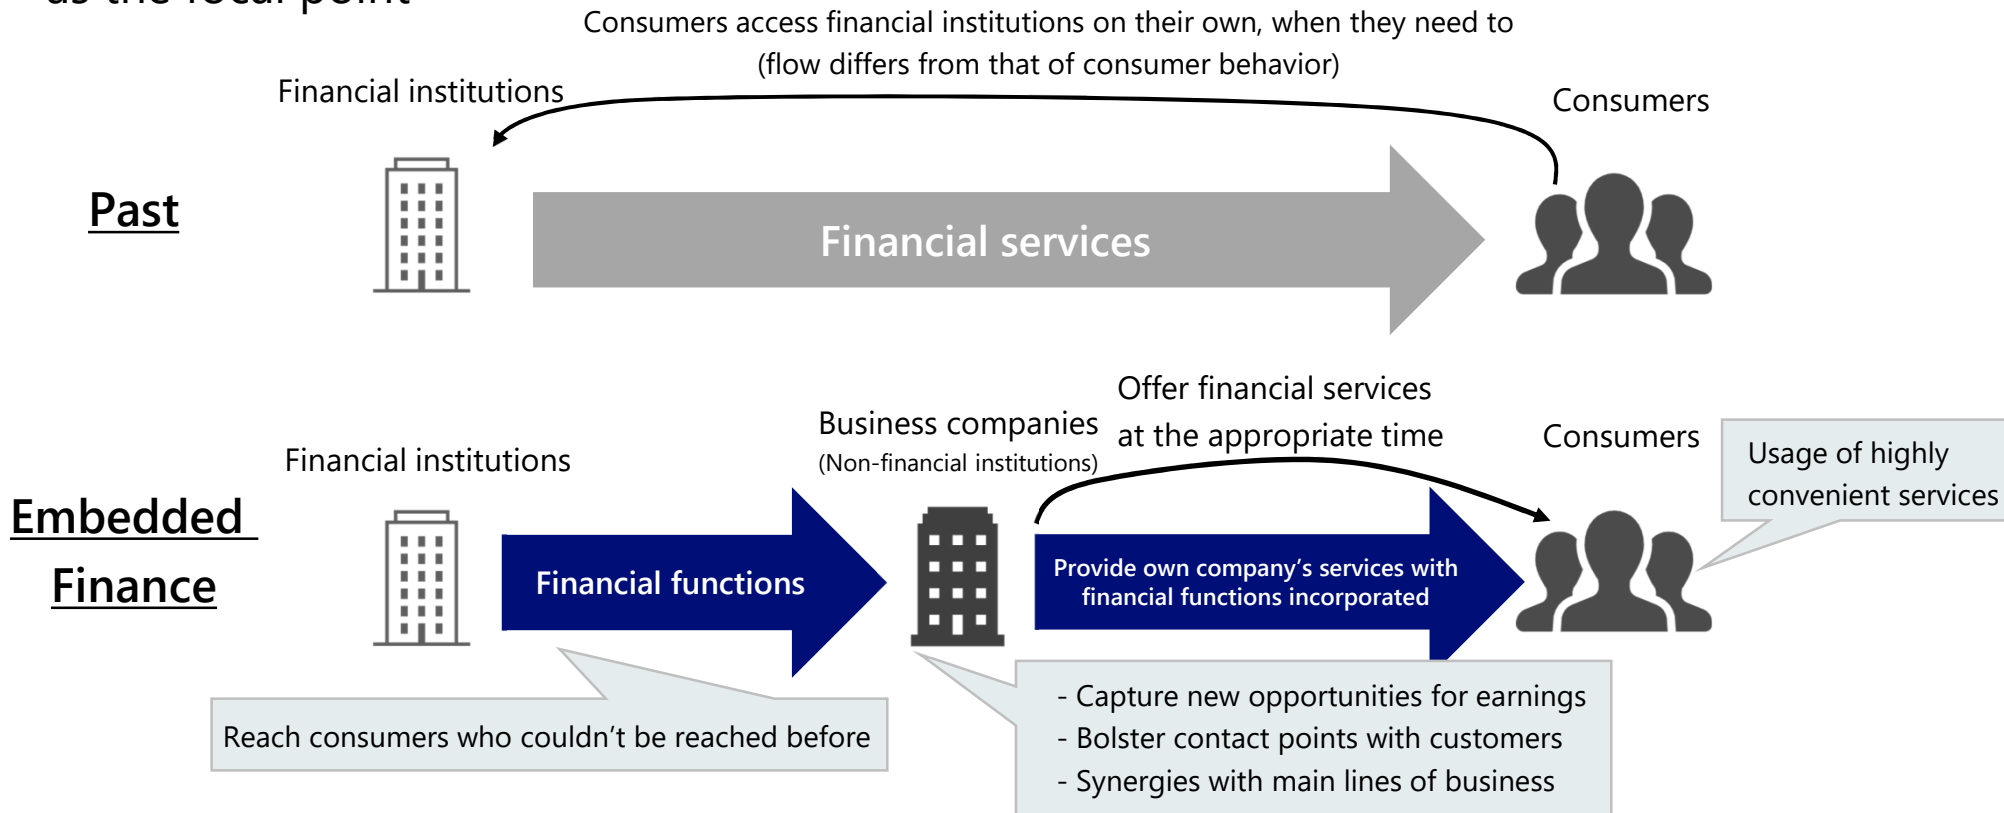 as the focal point
Consumers access financial institutions on their own, when they need to
(flow differs from that of consumer behavior)
Financial institutions
Consumers
Past
Financial services
Offer financial services
at the appropriate time
Business companies
(Non-financial institutions)
Financial institutions
Consumers
Usage of highly
convenient services
Embedded
Finance
Financial functions
Provide own company’s services with
financial functions incorporated
Reach consumers who couldn’t be reached before
- Capture new opportunities for earnings
- Bolster contact points with customers
- Synergies with main lines of business